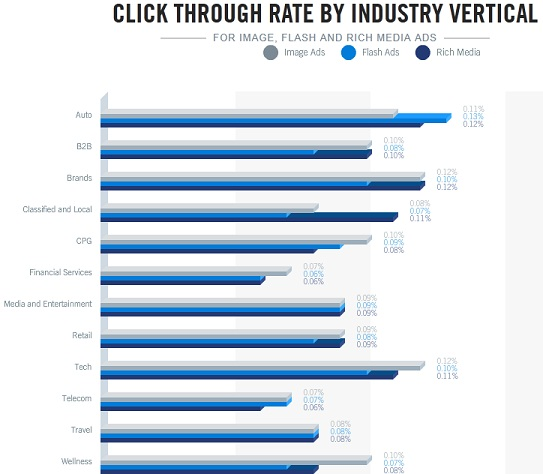 CLICK THROUGH RATE BY INDUSTRY VERTICAL
FOR IMAGE, FLASH AND RICH MEDIA ADS
Image Ads Flash Ads Rich Media
Auto
0.11%
0.13%
0.12%
B2B
0.10%
0.08%
0.10%
Brands
0.12%
0.10%
0.12%
Classified and Local
0.08%
0.07%
0.11%
CPG
0.10%
0.09%
0.08%
Financial Services
0.07%
0.06%
0.06%
Media and Entertainment
0.09%
0.09%
0.09%
Retail
0.09%
0.08%
0.09%
Tech
0.12%
0.10%
0.11%
Telecom
0.07%
0.07%
0.06%
Travel
0.08%
0.08%
0.08%
Wellness
0.10%
0.07%
0.08%